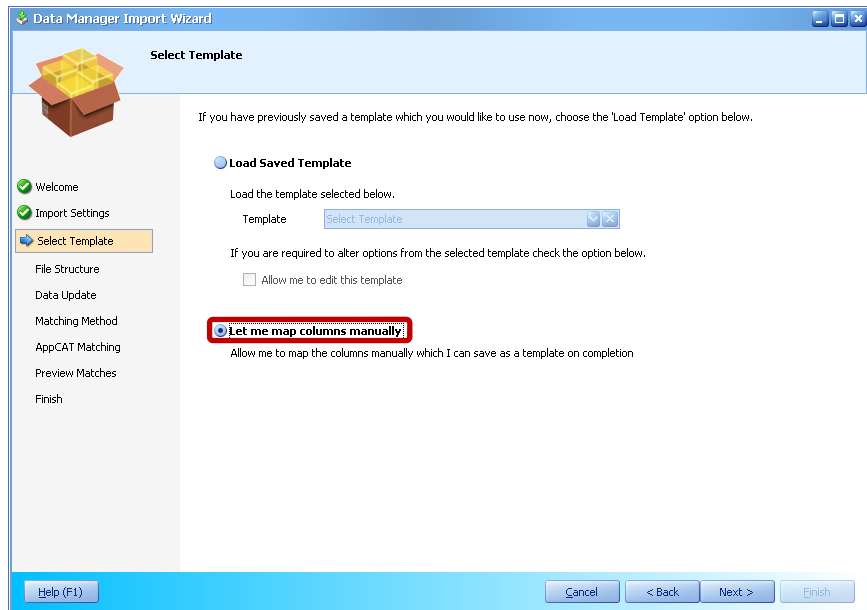 Data Manager Import Wizard
Select Template
If you have previously saved a template which you would like to use now, choose the 'Load Template' option below.
Load Saved Template
Load the template selected below.
Template
Select Template
If you are required to alter options from the selected template check the option below.
Allow me to edit this template
Let me map columns manually
Allow me to map the columns manually which I can save as a template on completion
Welcome
Import Settings
Select Template
File Structure
Data Update
Matching Method
AppCAT Matching
Preview Matches
Finish
Help (F1)
Cancel
< Back
Next >
Finish